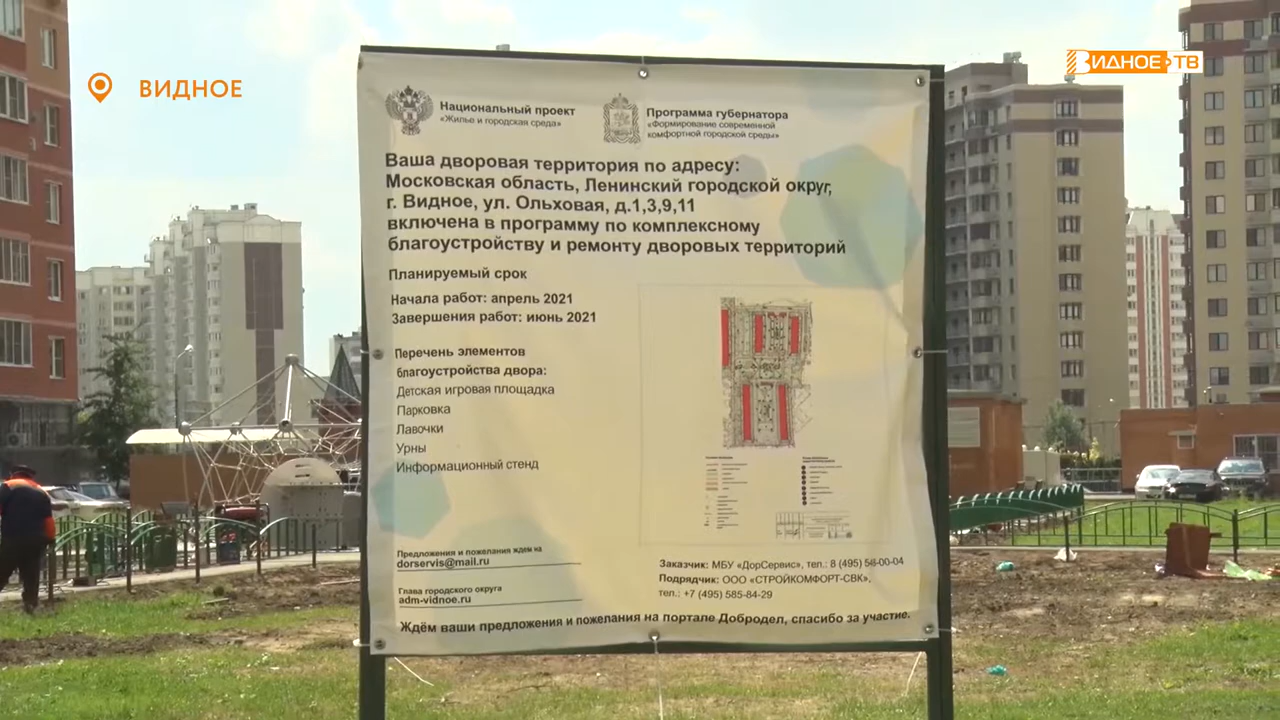 ВИДНОЕ
ВИДНОЕ ТВ
Национальный проект
«Жилье и городская среда»
Программа губернатора
«Формирование современной
комфортной городской среды»
Ваша дворовая территория по адресу:
Московская область, Ленинский городской округ,
г. Видное, ул. Ольховая, д.1,3,9,11
включена в программу по комплексному
благоустройству и ремонту дворовых территорий
Планируемый срок
Начала работ: апрель 2021
Завершения работ: июнь 2021
Перечень элементов
благоустройства двора:
Детская игровая площадка
Парковка
Лавочки
Урны
Информационный стенд
Предложения и пожелания ждем на
dorservis@mail.ru
Глава городского округа
adm-vidnoe.ru
Заказчик: МБУ «ДорСервис», тел.: 8 (495) 56-00-04
Подрядчик: ООО «СТРОЙКОМФОРТ-СВК»,
тел.: +7 (495) 585-84-29
Ждём ваши предложения и пожелания на портале Добродел, спасибо за участие.